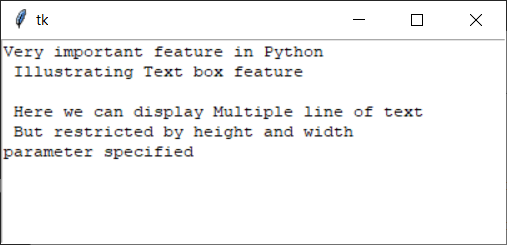 tk
Very important feature in Python
Illustrating Text box feature
Here we can display Multiple line of text
But restricted by height and width
parameter specified